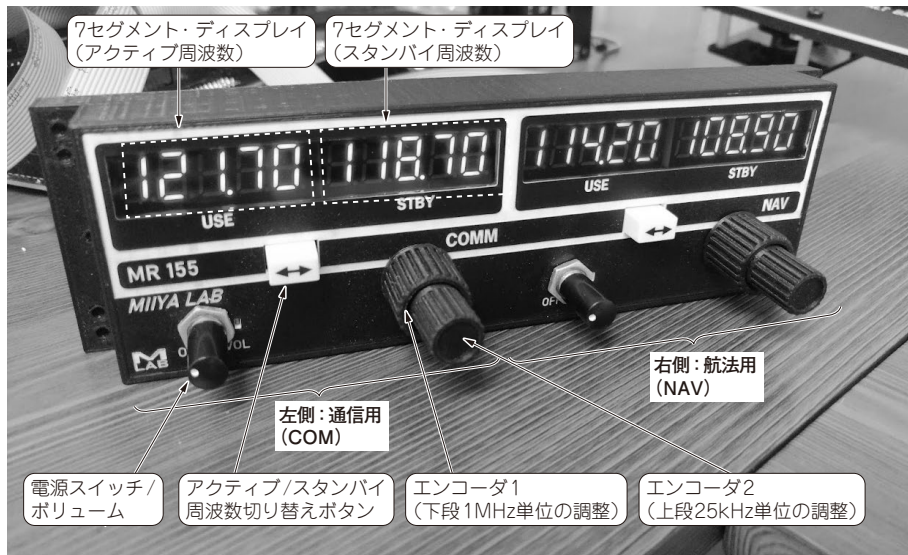 7セグメント・ディスプレイ
(アクティブ周波数)
7セグメント・ディスプレイ
(スタンバイ周波数)
121.70
118.70
114.20
108.90
USE
STBY
USE
STBY
COMM
NAV
MR 155
MIIYA LAB
M
LAB
VOL
OFF
左側:通信用
(COM)
右側:航法用
(NAV)
電源スイッチ/
ボリューム
アクティブ/スタンバイ
周波数切り替えボタン
エンコーダ1
(下段1MHz単位の調整)
エンコーダ2
(上段25kHz単位の調整)